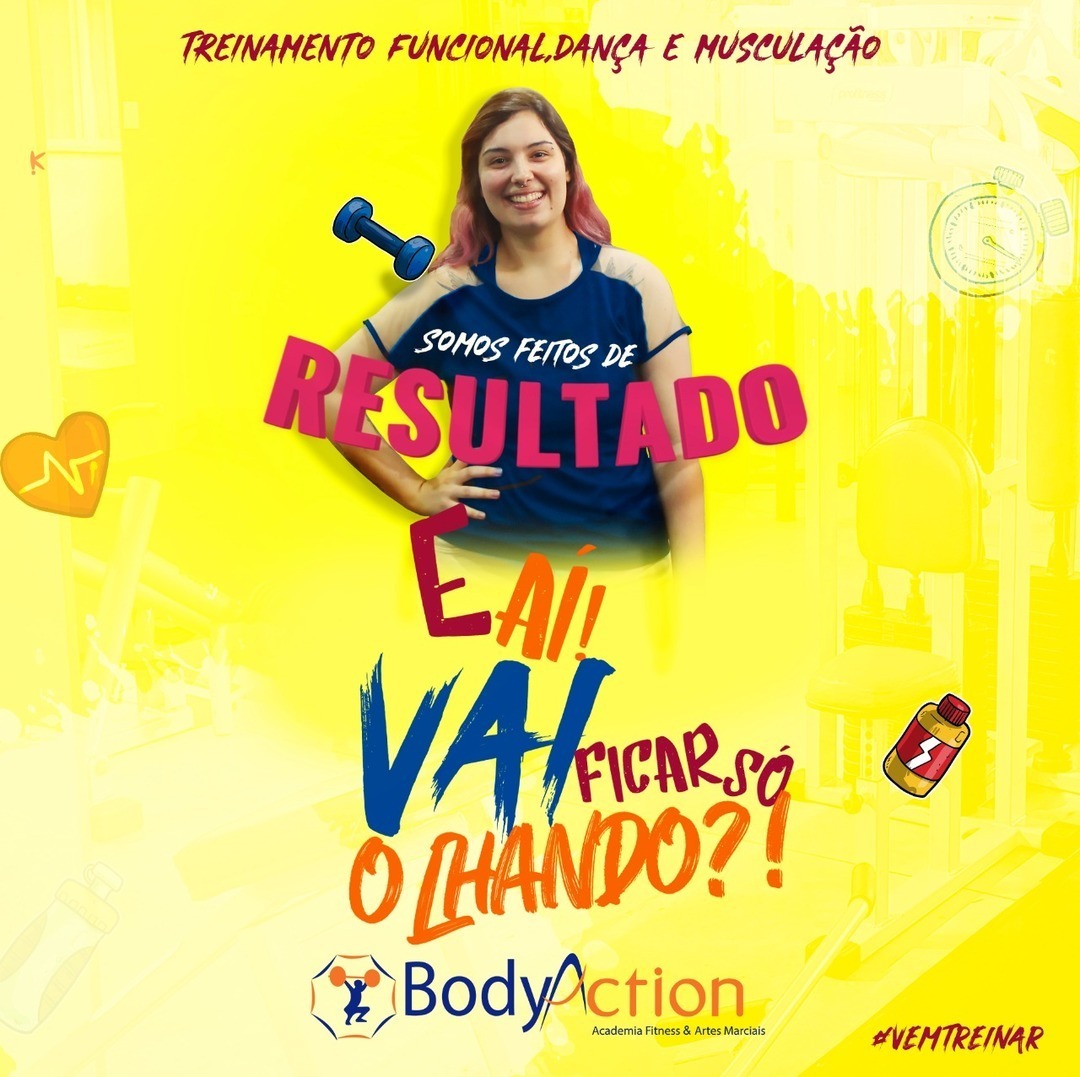 TREINAMENTO FUNCIONAL,DANÇA E MUSCULAÇÃO
SOMOS FEITOS DE
RESULTADO
E AÍ!
VAI FICAR SÓ
OLHANDO?!
BodyAction
Academia Fitness & Artes Marciais
#VEMTREINAR